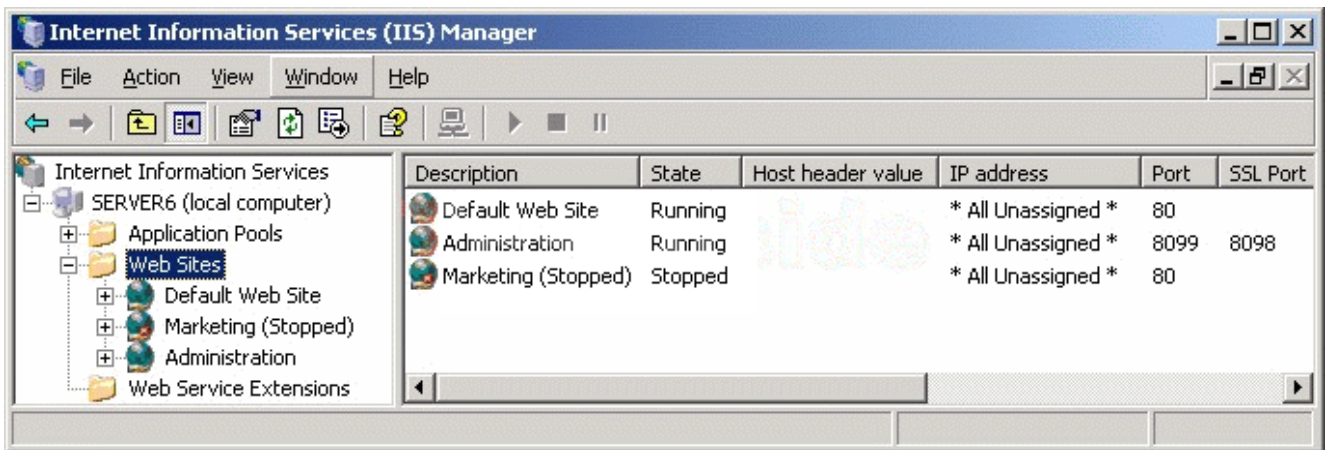 Internet Information Services (IIS) Manager
File Action View Window Help
Internet Information Services
SERVER6 (local computer)
Application Pools
Web Sites
Default Web Site
Marketing (Stopped)
Administration
Web Service Extensions
Description State Host header value IP address Port SSL Port
Default Web Site Running * All Unassigned * 80
Administration Running * All Unassigned * 8099 8098
Marketing (Stopped) Stopped * All Unassigned * 80